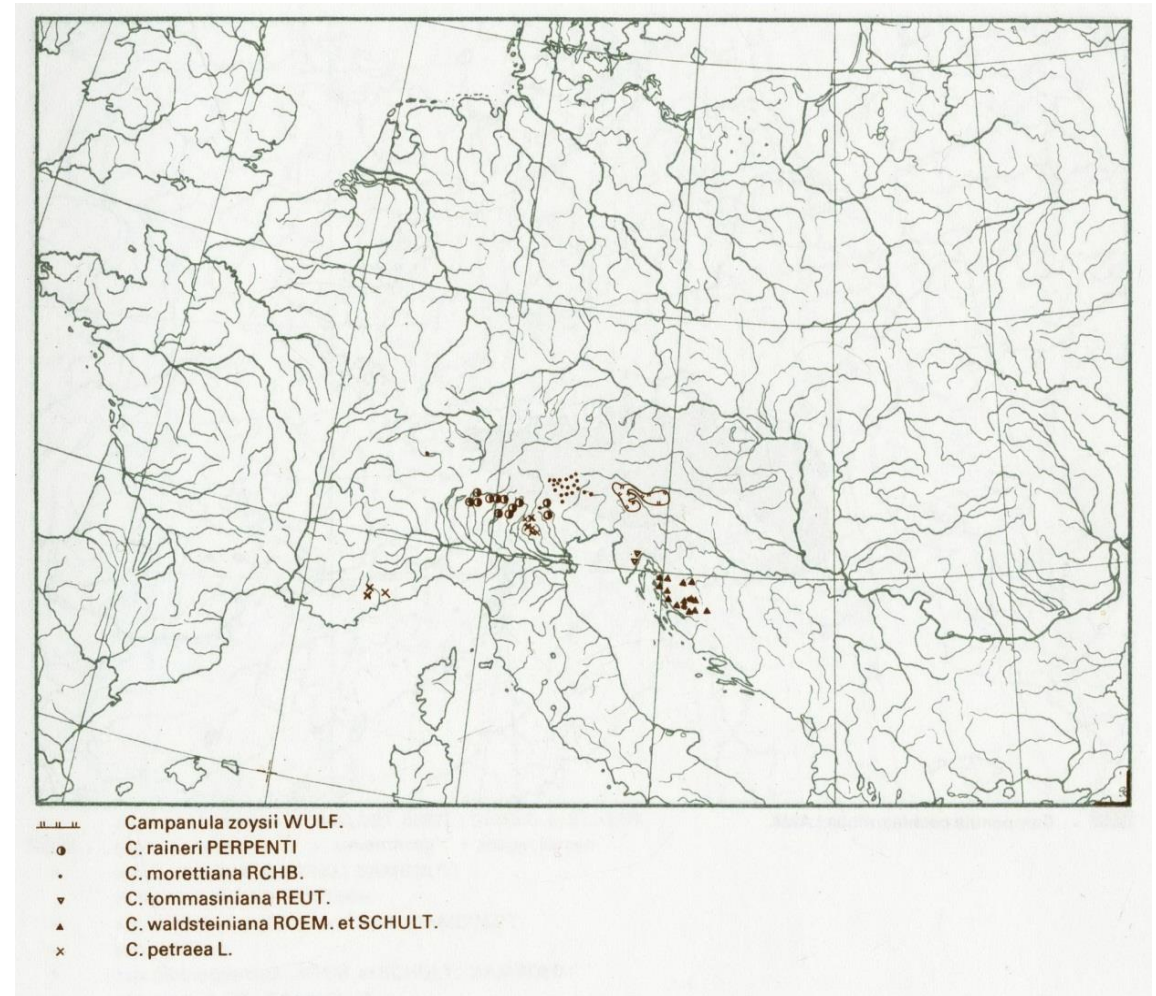 Campanula zoysii WULF.
C. raineri PERPENTI
C. morettiana RCHB.
C. tommasiniana REUT.
C. waldsteiniana ROEM. et SCHULT.
C. petraea L.